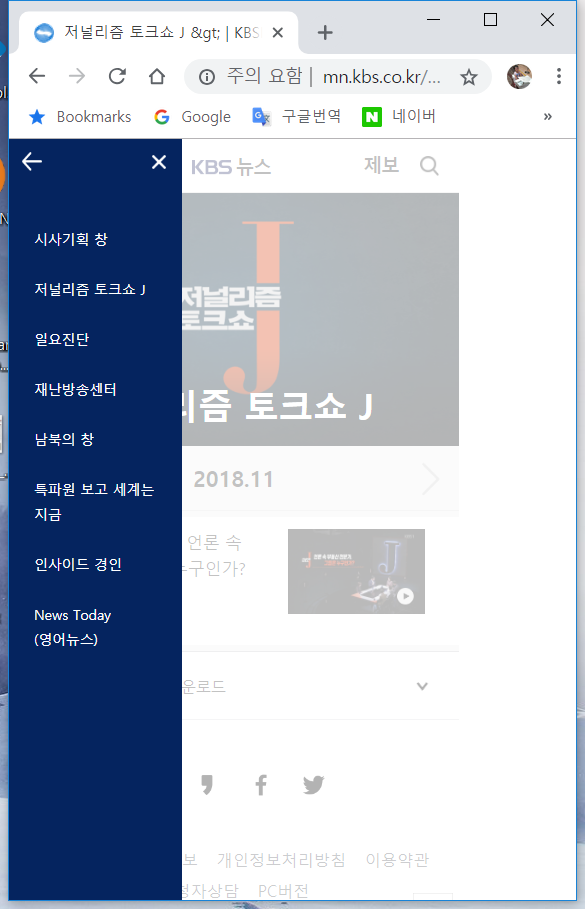 저널리즘 토크쇼 J &gt; | KBS
주의 요함 | mn.kbs.co.kr/...
Bookmarks Google 구글번역 네이버 »
KBS 뉴스 제보
시사기획 창
저널리즘 토크쇼 J
일요진단
재난방송센터
남북의 창
특파원 보고 세계는
지금
인사이드 경인
News Today
(영어뉴스)
저널리즘
토크쇼
J
리즘 토크쇼 J
2018.11
언론 속
누구인가?
J
운로드
보 개인정보처리방침 이용약관
정자상담 PC버전